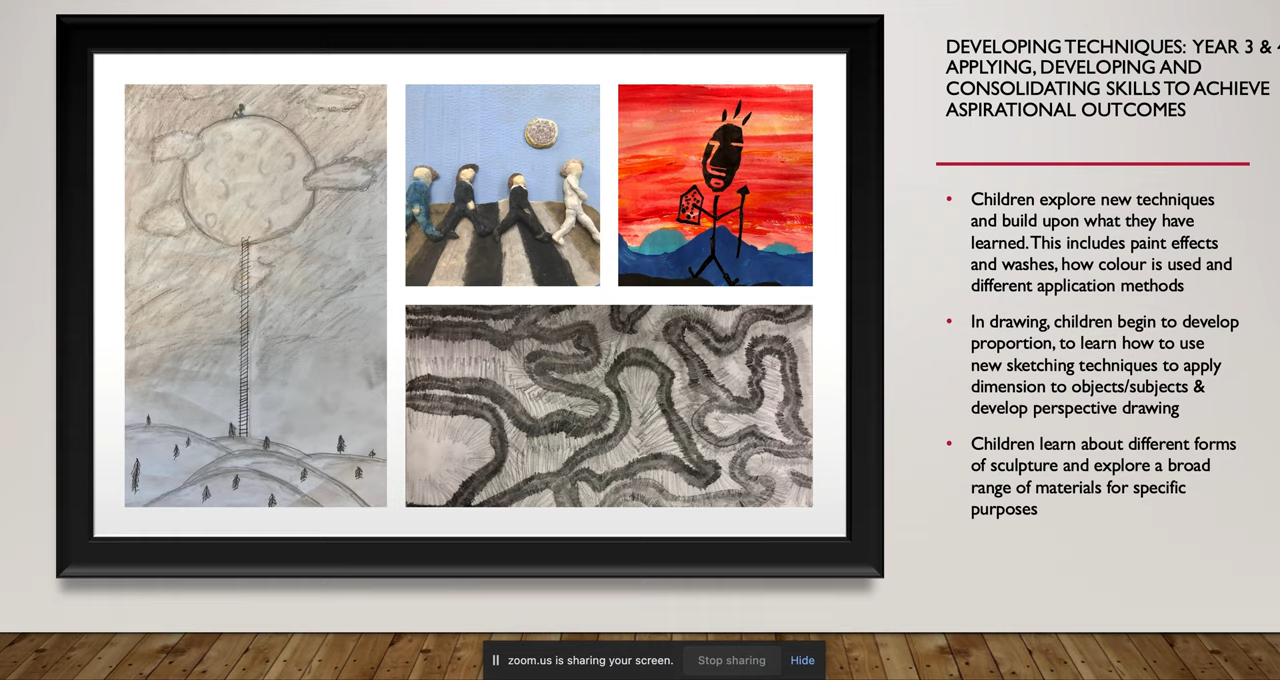 DEVELOPING TECHNIQUES: YEAR 3 &
APPLYING, DEVELOPING AND
CONSOLIDATING SKILLS TO ACHIEVE
ASPIRATIONAL OUTCOMES
• Children explore new techniques
and build upon what they have
learned. This includes paint effects
and washes, how colour is used and
different application methods
• In drawing, children begin to develop
proportion, to learn how to use
new sketching techniques to apply
dimension to objects/subjects &
develop perspective drawing
• Children learn about different forms
of sculpture and explore a broad
range of materials for specific
purposes
zoom.us is sharing your screen. Stop sharing Hide